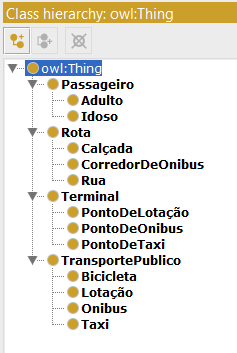 Class hierarchy: owl:Thing
owl:Thing
Passageiro
Adulto
Idoso
Rota
Calçada
CorredorDeOnibus
Rua
Terminal
PontoDeLotação
PontoDeOnibus
PontoDeTaxi
TransportePublico
Bicicleta
Lotação
Onibus
Taxi